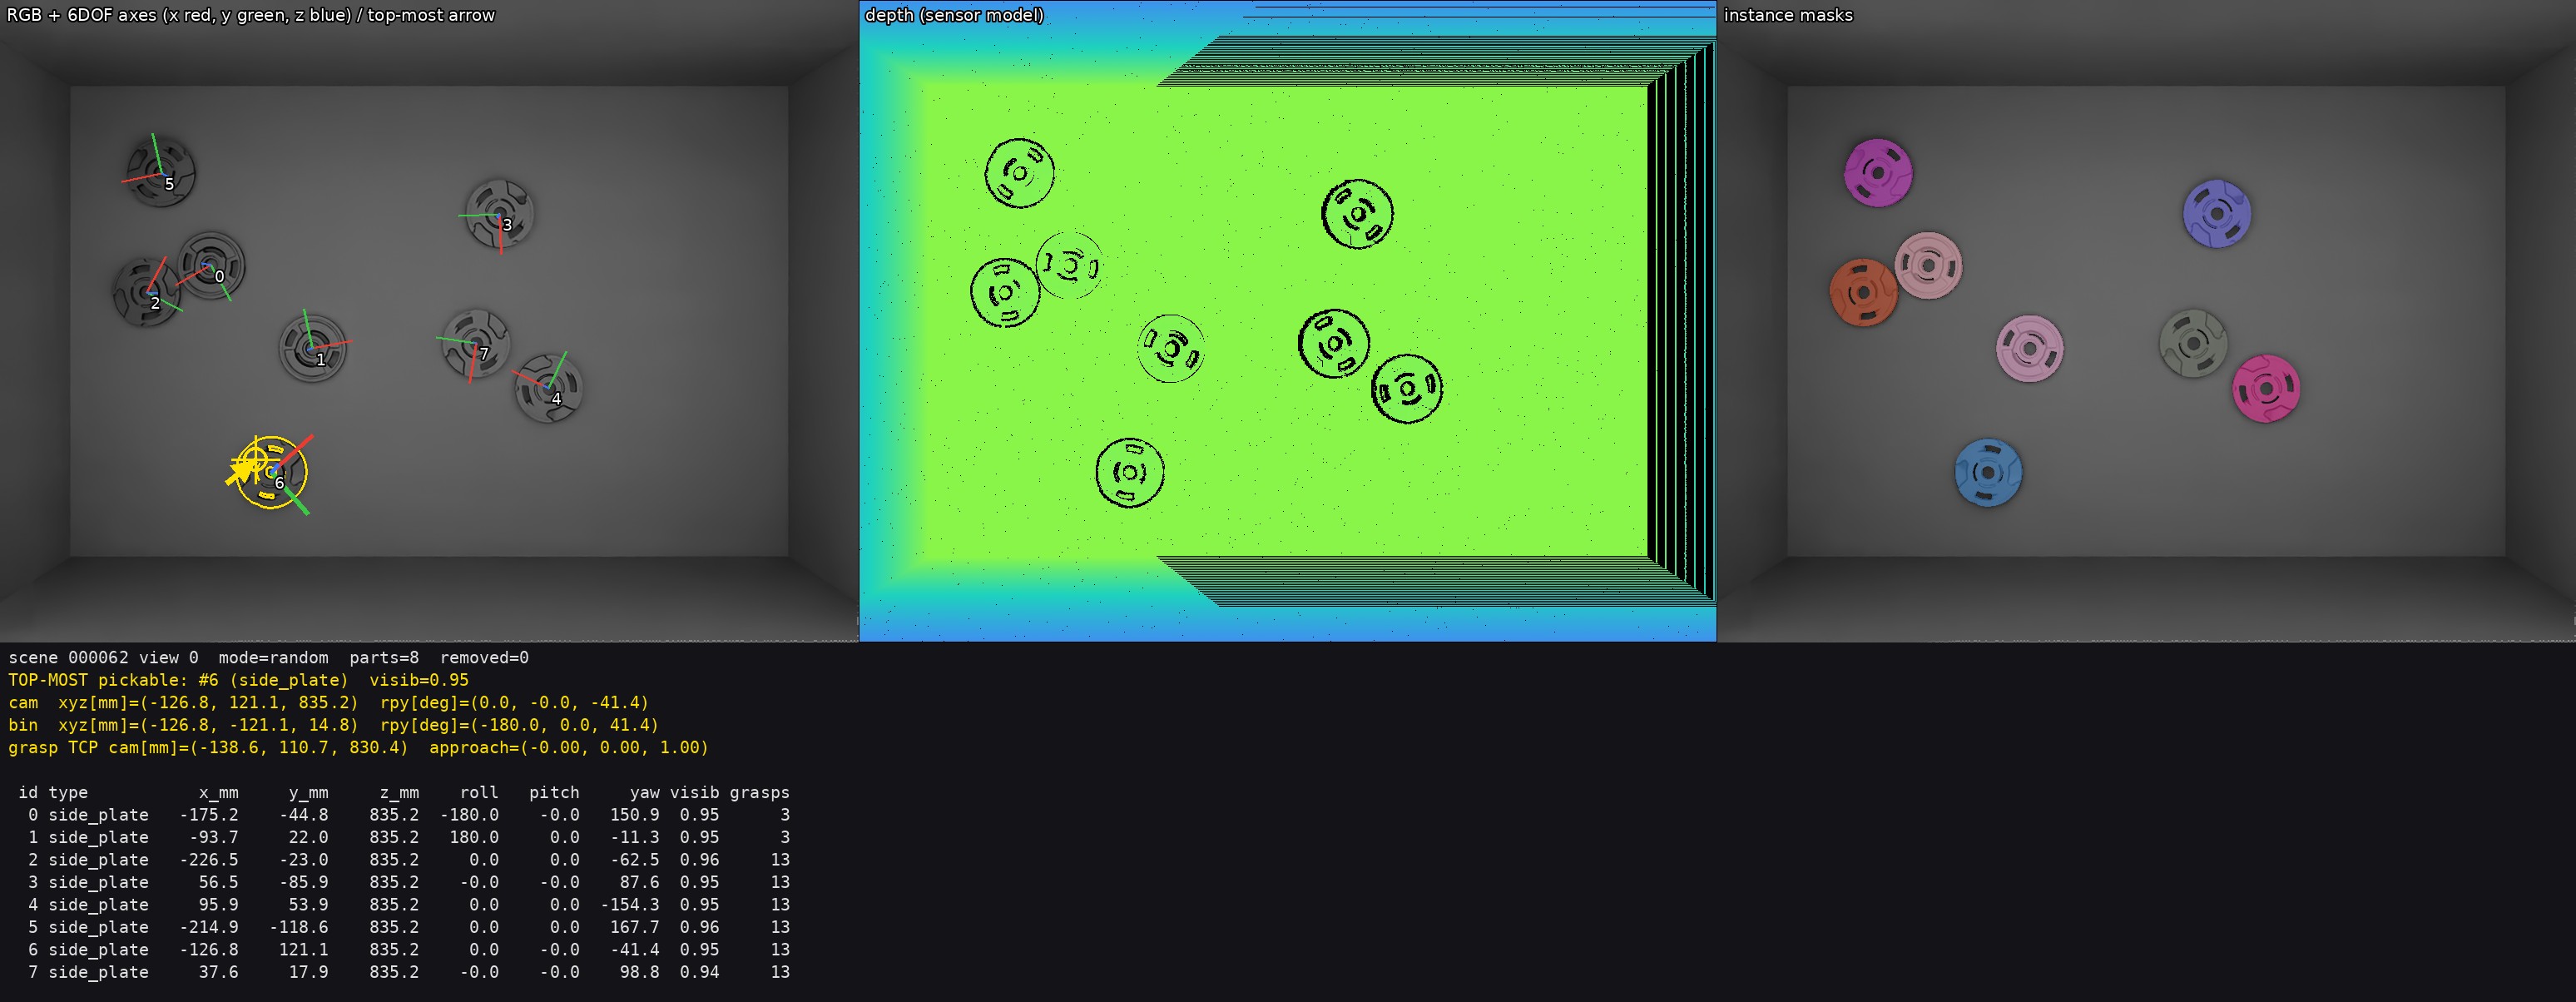 RGB + 6DOF axes (x red, y green, z blue) / top-most arrow
depth (sensor model)
instance masks
5
3
0
2
1
7
4
6
scene 000062 view 0  mode=random  parts=8  removed=0
TOP-MOST pickable: #6 (side_plate)  visib=0.95
cam  xyz[mm]=(-126.8, 121.1, 835.2)  rpy[deg]=(0.0, -0.0, -41.4)
bin  xyz[mm]=(-126.8, -121.1, 14.8)  rpy[deg]=(-180.0, 0.0, 41.4)
grasp TCP cam[mm]=(-138.6, 110.7, 830.4)  approach=(-0.00, 0.00, 1.00)
id type x_mm y_mm z_mm roll pitch yaw visib grasps
0 side_plate -175.2 -44.8 835.2 -180.0 -0.0 150.9 0.95 3
1 side_plate -93.7 22.0 835.2 180.0 0.0 -11.3 0.95 3
2 side_plate -226.5 -23.0 835.2 0.0 0.0 -62.5 0.96 13
3 side_plate 56.5 -85.9 835.2 -0.0 -0.0 87.6 0.95 13
4 side_plate 95.9 53.9 835.2 0.0 0.0 -154.3 0.95 13
5 side_plate -214.9 -118.6 835.2 0.0 0.0 167.7 0.96 13
6 side_plate -126.8 121.1 835.2 0.0 -0.0 -41.4 0.95 13
7 side_plate 37.6 17.9 835.2 -0.0 -0.0 98.8 0.94 13